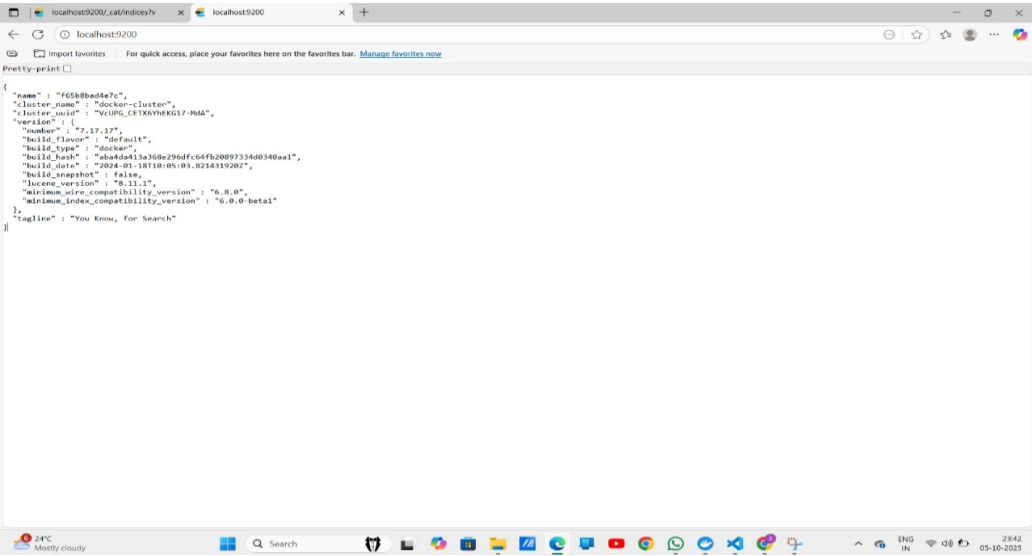 localhost:9200/_cat/indices?v
localhost:9200
localhost:9200
Import favorites
For quick access, place your favorites here on the favorites bar. Manage favorites now
Pretty-print
{
"name" : "f65b8bad4e7c",
"cluster_name" : "docker-cluster",
"cluster_uuid" : "VcUPG_CETX6YhEKG17-MdA",
"version" : {
"number" : "7.17.17",
"build_flavor" : "default",
"build_type" : "docker",
"build_hash" : "aba4da413a368e296dfc64fb20897334d0340aa1",
"build_date" : "2024-01-18T10:05:03.821431920Z",
"build_snapshot" : false,
"lucene_version" : "8.11.1",
"minimum_wire_compatibility_version" : "6.8.0",
"minimum_index_compatibility_version" : "6.0.0-beta1"
},
"tagline" : "You Know, for Search"
}
24°C
Mostly cloudy
Search
ENG
IN
23:42
05-10-2025